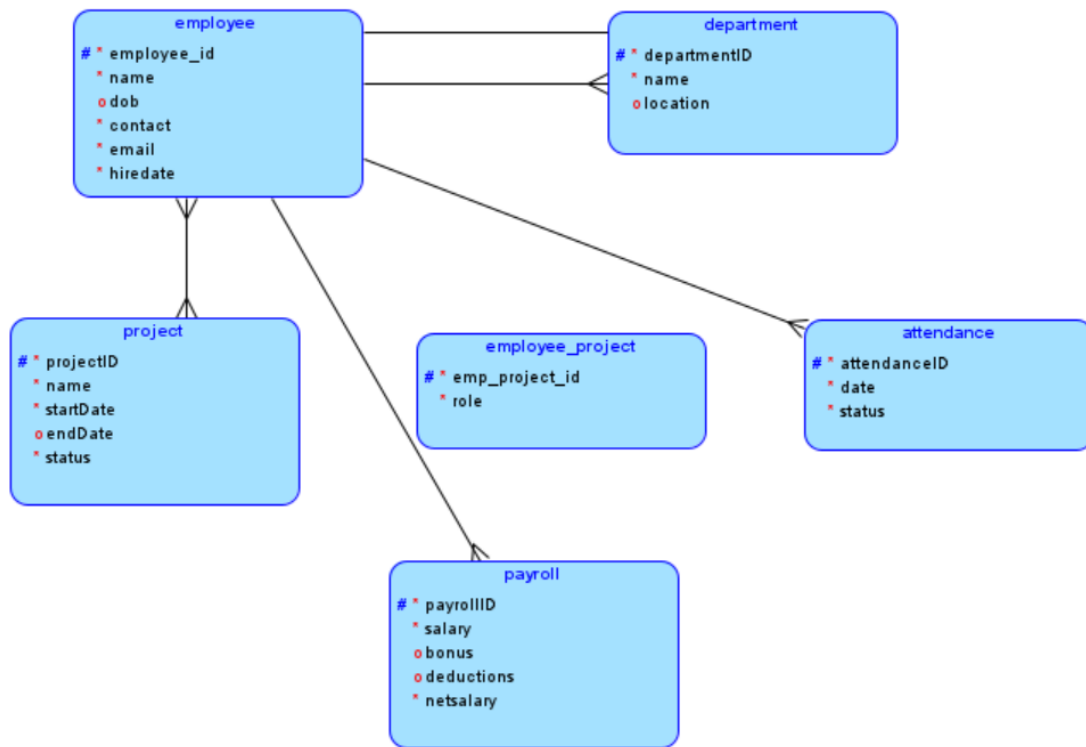 employee
# * employee_id
* name
o dob
* contact
* email
* hiredate
department
# * departmentID
* name
o location
project
# * projectID
* name
* startDate
o endDate
* status
employee_project
# * emp_project_id
* role
attendance
# * attendanceID
* date
* status
payroll
# * payrollID
* salary
o bonus
o deductions
* netsalary